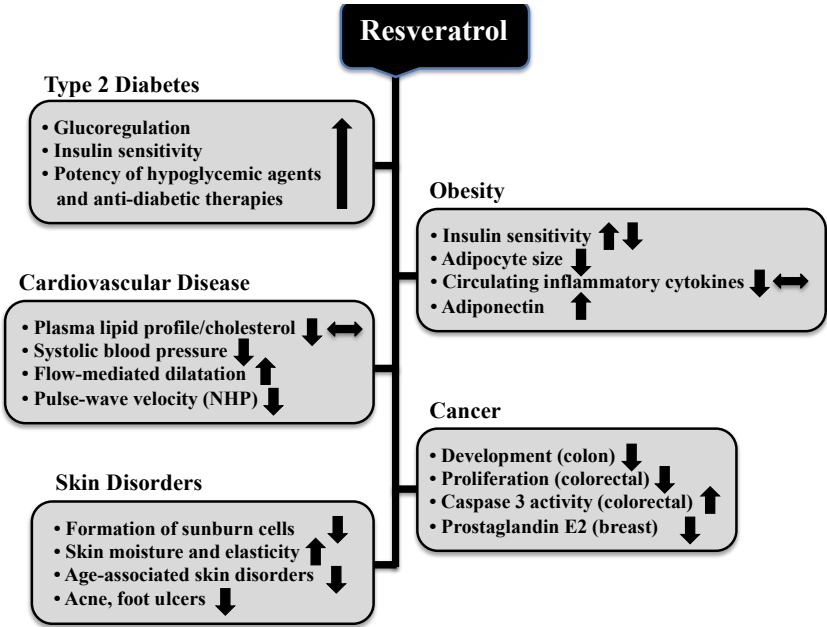 Resveratrol
Type 2 Diabetes
• Glucoregulation
• Insulin sensitivity
• Potency of hypoglycemic agents
and anti-diabetic therapies
Obesity
• Insulin sensitivity
• Adipocyte size
• Circulating inflammatory cytokines
• Adiponectin
Cardiovascular Disease
• Plasma lipid profile/cholesterol
• Systolic blood pressure
• Flow-mediated dilatation
• Pulse-wave velocity (NHP)
Cancer
• Development (colon)
• Proliferation (colorectal)
• Caspase 3 activity (colorectal)
• Prostaglandin E2 (breast)
Skin Disorders
• Formation of sunburn cells
• Skin moisture and elasticity
• Age-associated skin disorders
• Acne, foot ulcers